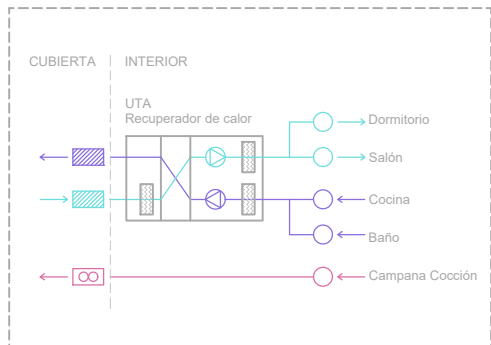 CUBIERTA
INTERIOR
UTA
Recuperador de calor
Dormitorio
Salón
Cocina
Baño
Campana Cocción